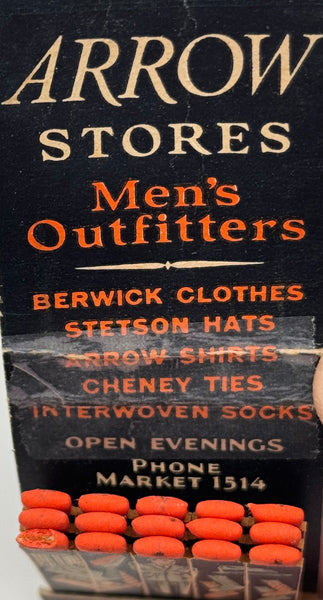 ARROW
STORES
Men's
Outfitters
BERWICK CLOTHES
STETSON HATS
ARROW SHIRTS
CHENEY TIES
INTERWOVEN SOCKS
OPEN EVENINGS
PHONE
MARKET 1514